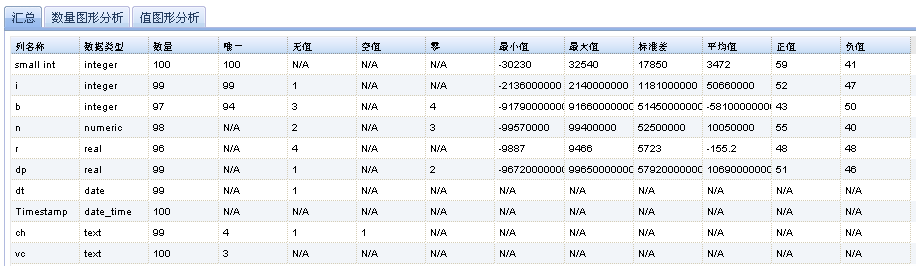 汇总 数量图形分析 值图形分析
列名称 数据类型 数量 唯一 无值 空值 零 最小值 最大值 标准差 平均值 正值 负值
small int integer 100 100 N/A N/A N/A -30230 32540 17850 3472 59 41
i integer 99 99 1 N/A N/A -2136000000 2140000000 1181000000 50660000 52 47
b integer 97 94 3 N/A 4 -91790000000 91660000000 51450000000 -58100000000 43 50
n numeric 98 N/A 2 N/A 3 -99570000 99400000 52500000 10050000 55 40
r real 96 N/A 4 N/A N/A -9887 9466 5723 -155.2 48 48
dp real 99 N/A 1 N/A 2 -96720000000 99650000000 57920000000 10690000000 51 46
dt date 99 N/A 1 N/A N/A N/A N/A N/A N/A N/A N/A
Timestamp date_time 100 N/A N/A N/A N/A N/A N/A N/A N/A N/A
ch text 99 4 1 1 N/A N/A N/A N/A N/A N/A N/A
vc text 100 3 N/A N/A N/A N/A N/A N/A N/A N/A N/A